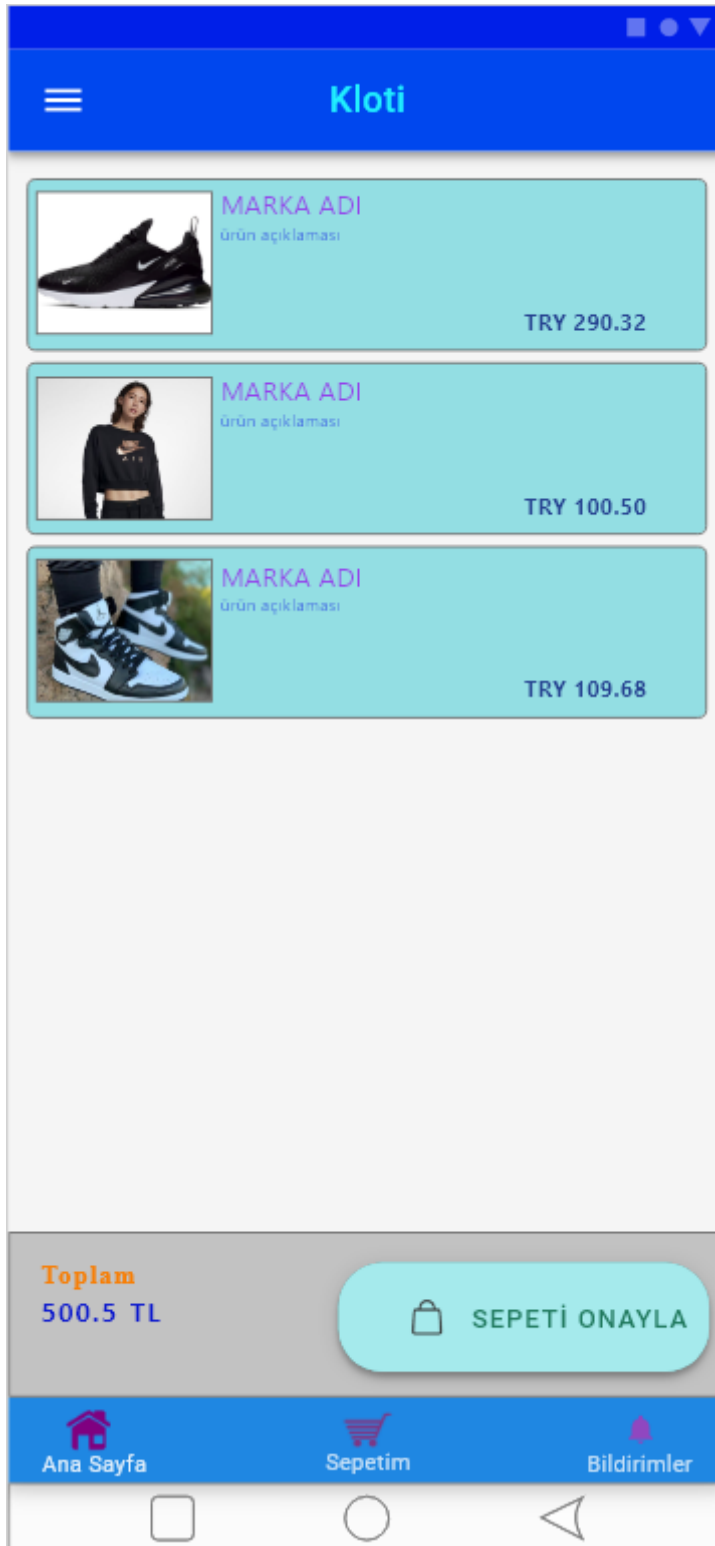 Kloti
MARKA ADI
ürün açıklaması
TRY 290.32
MARKA ADI
ürün açıklaması
AIR
TRY 100.50
MARKA ADI
ürün açıklaması
TRY 109.68
Toplam
500.5 TL
SEPETİ ONAYLA
Ana Sayfa
Sepetim
Bildirimler